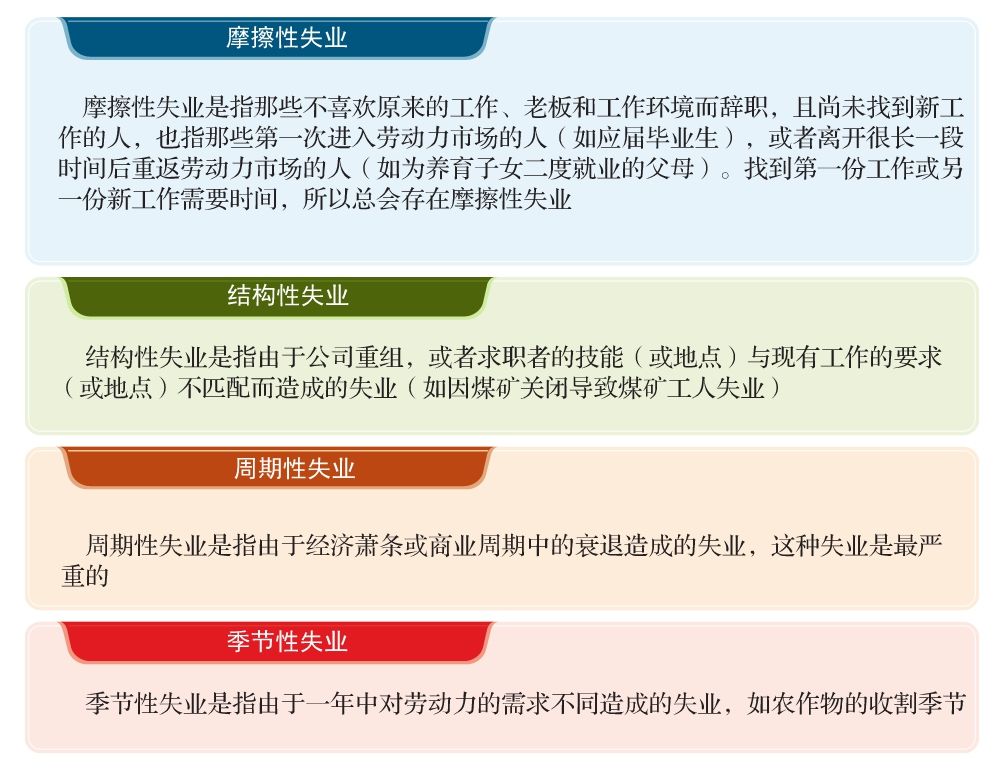 摩擦性失业
摩擦性失业是指那些不喜欢原来的工作、老板和工作环境而辞职，且尚未找到新工
作的人，也指那些第一次进入劳动力市场的人（如应届毕业生），或者离开很长一段
时间后重返劳动力市场的人（如为养育子女二度就业的父母）。找到第一份工作或另
一份新工作需要时间，所以总会存在摩擦性失业
结构性失业
结构性失业是指由于公司重组，或者求职者的技能（或地点）与现有工作的要求
（或地点）不匹配而造成的失业（如因煤矿关闭导致煤矿工人失业）
周期性失业
周期性失业是指由于经济萧条或商业周期中的衰退造成的失业，这种失业是最严
重的
季节性失业
季节性失业是指由于一年中对劳动力的需求不同造成的失业，如农作物的收割季节